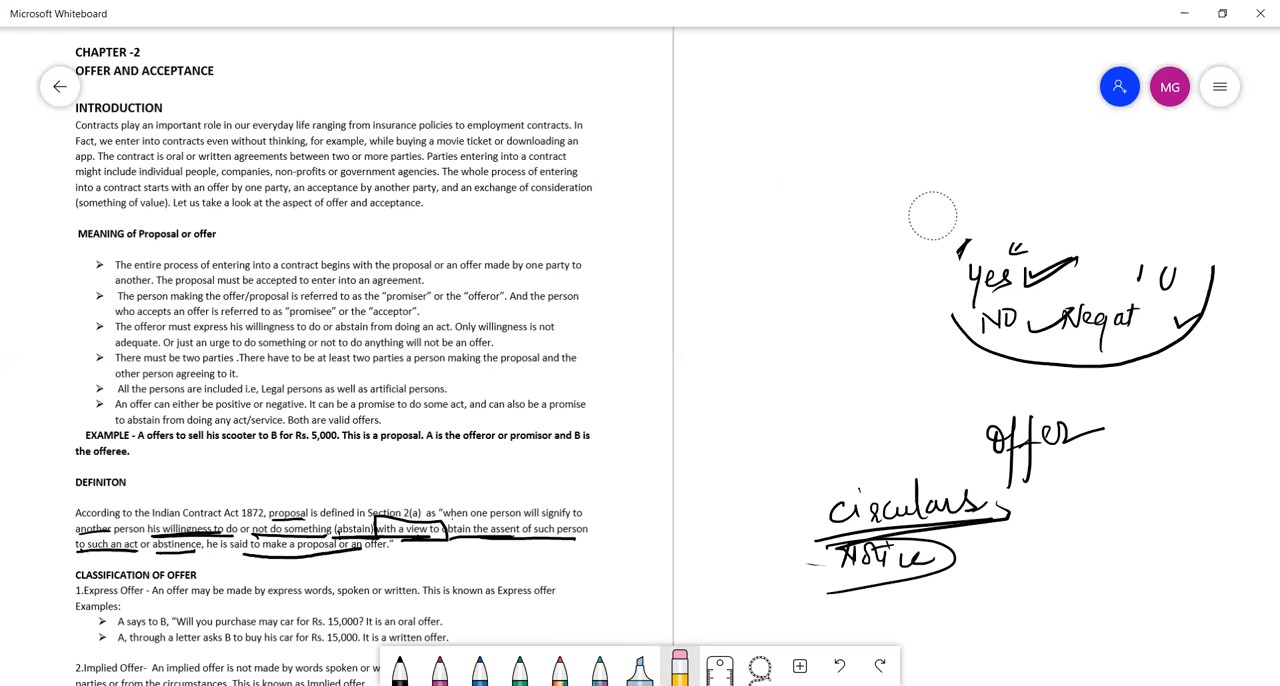 Microsoft Whiteboard
CHAPTER -2
OFFER AND ACCEPTANCE
MG
INTRODUCTION
Contracts play an important role in our everyday life ranging from insurance policies to employment contracts. In
Fact, we enter into contracts even without thinking, for example, while buying a movie ticket or downloading an
app. The contract is oral or written agreements between two or more parties. Parties entering into a contract
might include individual people, companies, non-profits or government agencies. The whole process of entering
into a contract starts with an offer by one party, an acceptance by another party, and an exchange of consideration
(something of value). Let us take a look at the aspect of offer and acceptance.
MEANING of Proposal or offer
➢ The entire process of entering into a contract begins with the proposal or an offer made by one party to
another. The proposal must be accepted to enter into an agreement.
➢ The person making the offer/proposal is referred to as the “promiser” or the “offeror”. And the person
who accepts an offer is referred to as “promisee” or the “acceptor”.
➢ The offeror must express his willingness to do or abstain from doing an act. Only willingness is not
adequate. Or just an urge to do something or not to do anything will not be an offer.
➢ There must be two parties .There have to be at least two parties a person making the proposal and the
other person agreeing to it.
➢ All the persons are included i.e, Legal persons as well as artificial persons.
➢ An offer can either be positive or negative. It can be a promise to do some act, and can also be a promise
to abstain from doing any act/service. Both are valid offers.
EXAMPLE - A offers to sell his scooter to B for Rs. 5,000. This is a proposal. A is the offeror or promisor and B is
the offeree.
DEFINITON
According to the Indian Contract Act 1872, proposal is defined in Section 2(a) as “when one person will signify to
another person his willingness to do or not do something (abstain) with a view to obtain the assent of such person
to such an act or abstinence, he is said to make a proposal or an offer.”
CLASSIFICATION OF OFFER
1.Express Offer - An offer may be made by express words, spoken or written. This is known as Express offer
Examples:
➢ A says to B, “Will you purchase may car for Rs. 15,000? It is an oral offer.
➢ A, through a letter asks B to buy his car for Rs. 15,000. It is a written offer.
2.Implied Offer- An implied offer is not made by words spoken or w
parties or from the circumstances. This is known as Implied offer
Yes
NO Negat
offer
circulars
Notice